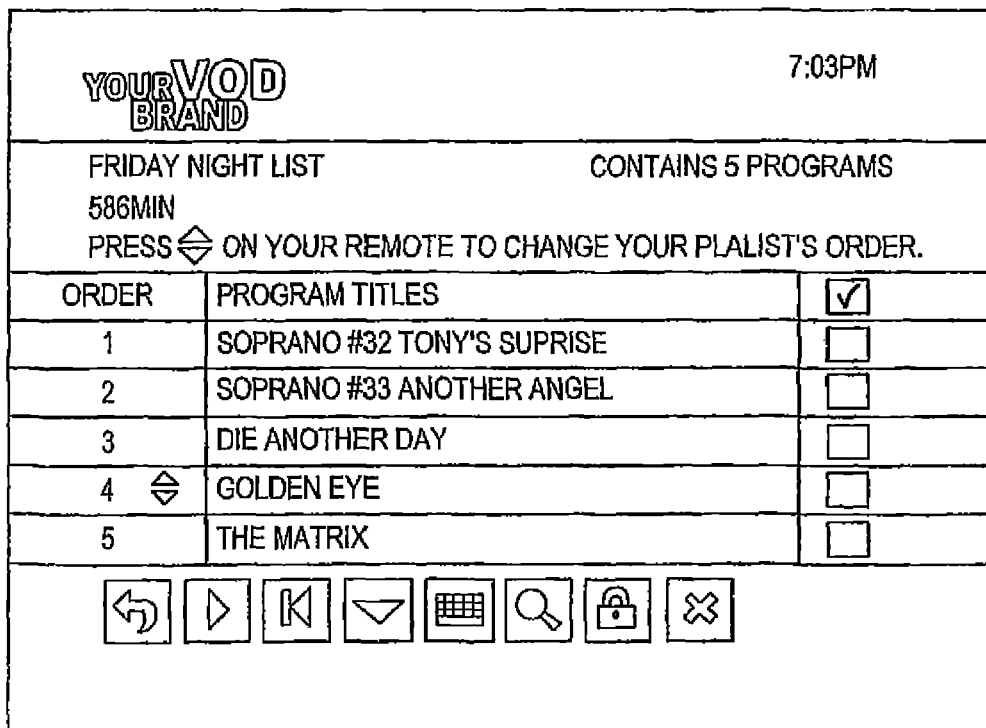 YOUR VOD
BRAND
7:03PM
FRIDAY NIGHT LIST CONTAINS 5 PROGRAMS
586MIN
PRESS ON YOUR REMOTE TO CHANGE YOUR PLALIST'S ORDER.
ORDER PROGRAM TITLES
1 SOPRANO #32 TONY'S SUPRISE
2 SOPRANO #33 ANOTHER ANGEL
3 DIE ANOTHER DAY
4 GOLDEN EYE
5 THE MATRIX